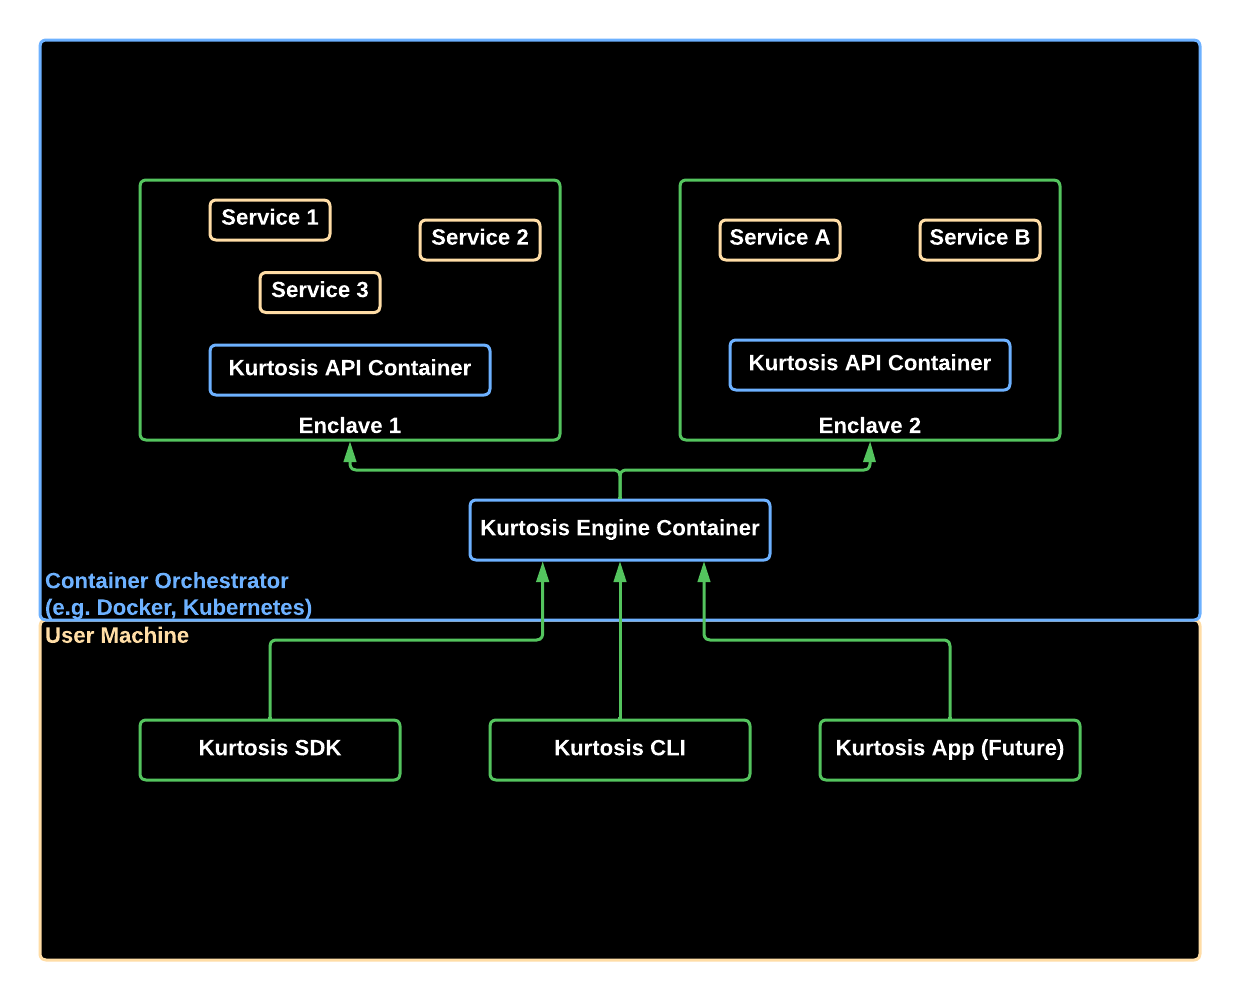 Service 1
Service 2
Service 3
Kurtosis API Container
Enclave 1
Service A
Service B
Kurtosis API Container
Enclave 2
Kurtosis Engine Container
Container Orchestrator
(e.g. Docker, Kubernetes)
User Machine
Kurtosis SDK
Kurtosis CLI
Kurtosis App (Future)